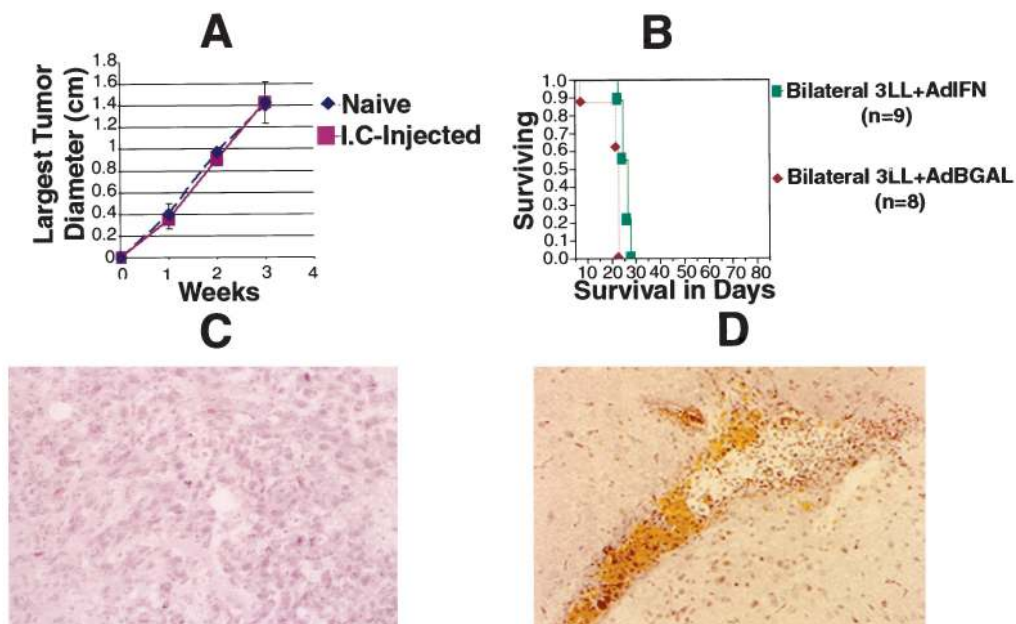 A
Largest Tumor
Diameter (cm)
1.8
1.6
1.4
1.2
1
0.8
0.6
0.4
0.2
0
0 1 2 3 4
Weeks
Naive
I.C-Injected
B
Surviving
1.0
0.9
0.8
0.7
0.6
0.5
0.4
0.3
0.2
0.1
0.0
10 20 30 40 50 60 70 80
Survival in Days
Bilateral 3LL+AdIFN
(n=9)
Bilateral 3LL+AdBGAL
(n=8)
C
D